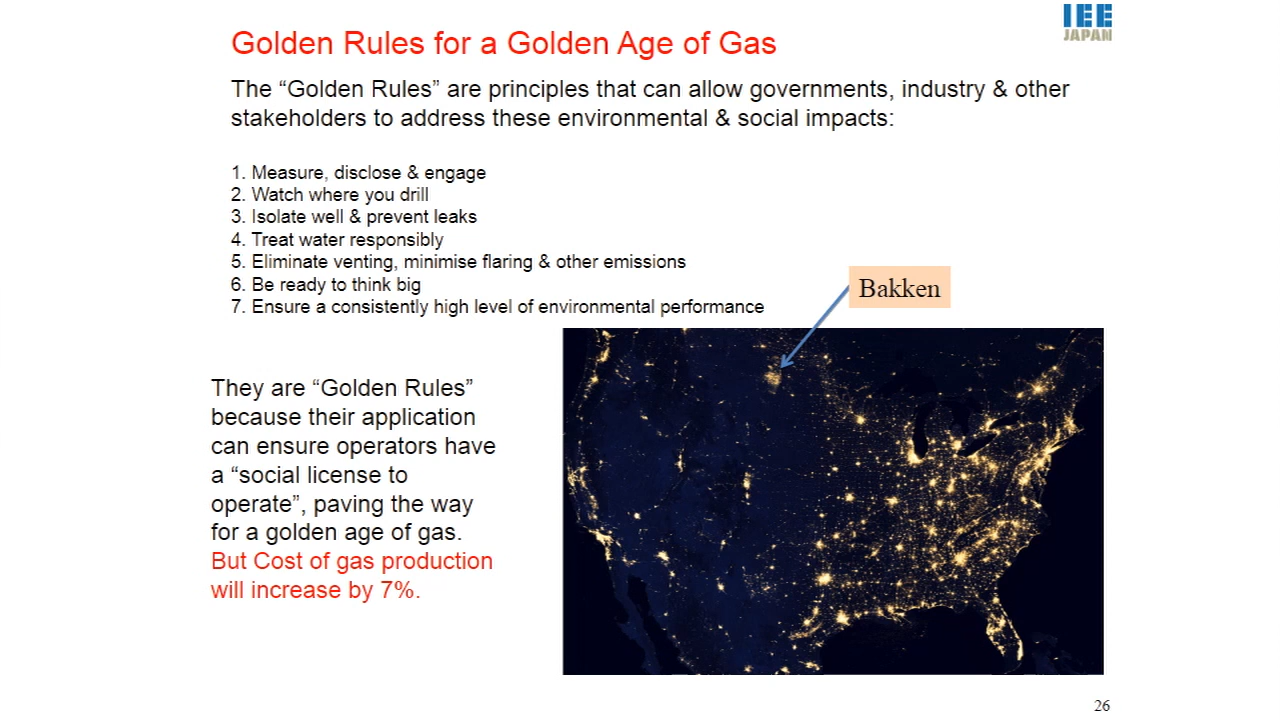 IEE
JAPAN
Golden Rules for a Golden Age of Gas
The “Golden Rules” are principles that can allow governments, industry & other
stakeholders to address these environmental & social impacts:
1. Measure, disclose & engage
2. Watch where you drill
3. Isolate well & prevent leaks
4. Treat water responsibly
5. Eliminate venting, minimise flaring & other emissions
6. Be ready to think big
7. Ensure a consistently high level of environmental performance
Bakken
They are “Golden Rules”
because their application
can ensure operators have
a “social license to
operate”, paving the way
for a golden age of gas.
But Cost of gas production
will increase by 7%.
26